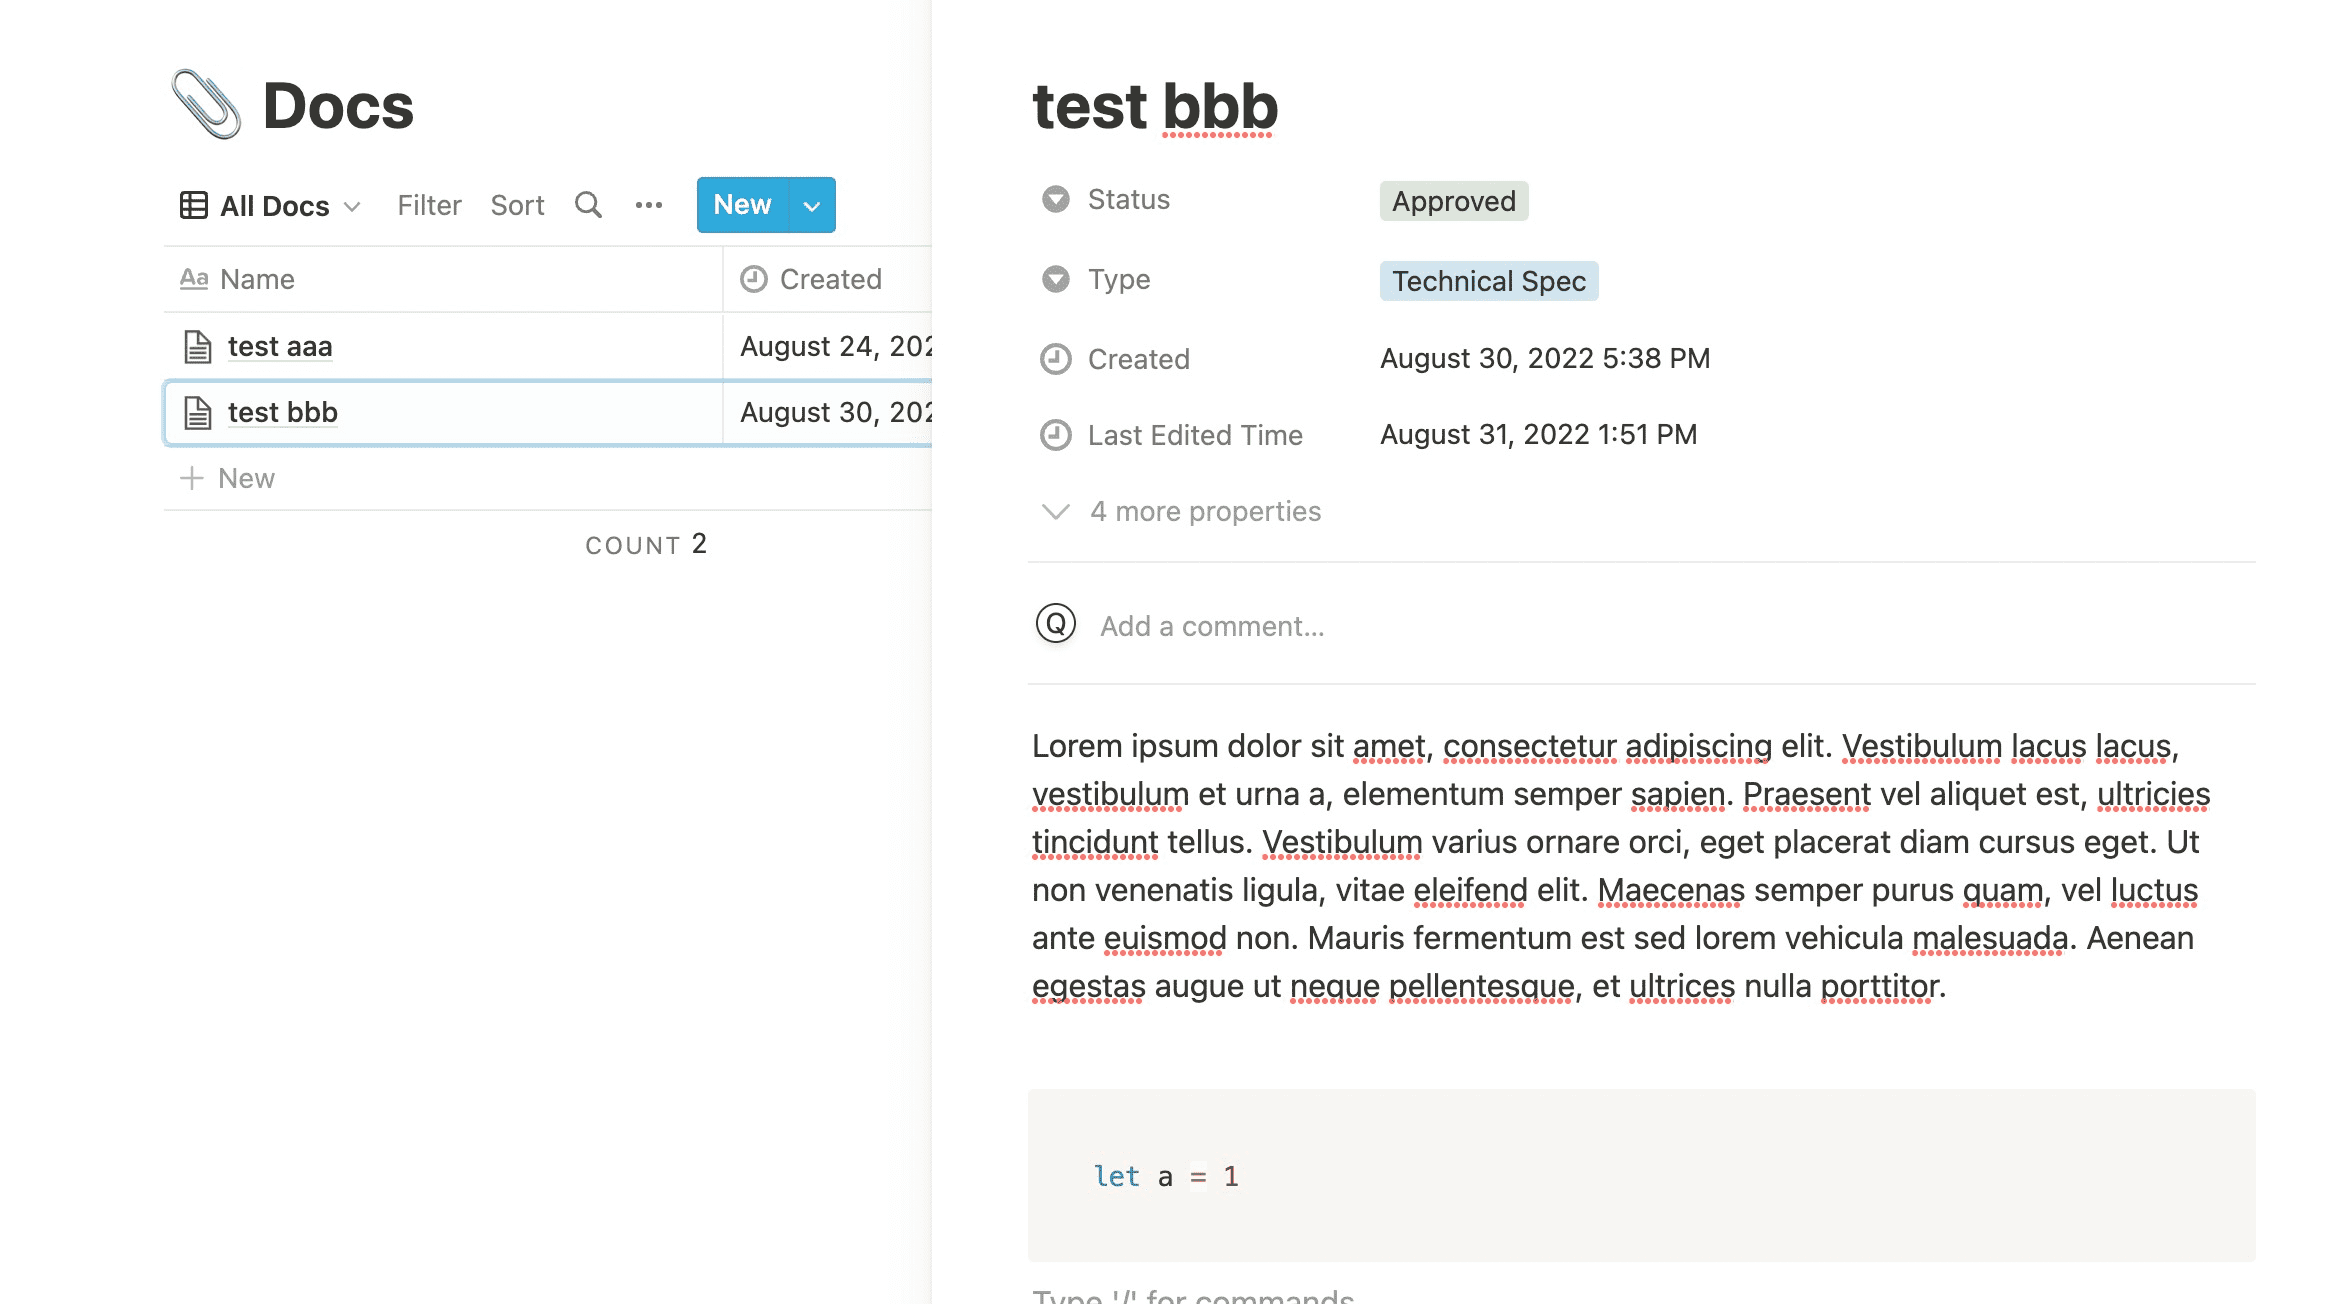 Docs
All Docs Filter Sort ••• New
Aa Name Created
test aaa August 24, 202
test bbb August 30, 202
+ New
COUNT 2
test bbb
Status Approved
Type Technical Spec
Created August 30, 2022 5:38 PM
Last Edited Time August 31, 2022 1:51 PM
4 more properties
Q Add a comment...
Lorem ipsum dolor sit amet, consectetur adipiscing elit. Vestibulum lacus lacus,
vestibulum et urna a, elementum semper sapien. Praesent vel aliquet est, ultricies
tincidunt tellus. Vestibulum varius ornare orci, eget placerat diam cursus eget. Ut
non venenatis ligula, vitae eleifend elit. Maecenas semper purus quam, vel luctus
ante euismod non. Mauris fermentum est sed lorem vehicula malesuada. Aenean
egestas augue ut neque pellentesque, et ultrices nulla porttitor.
let a = 1
Type '/' for commands